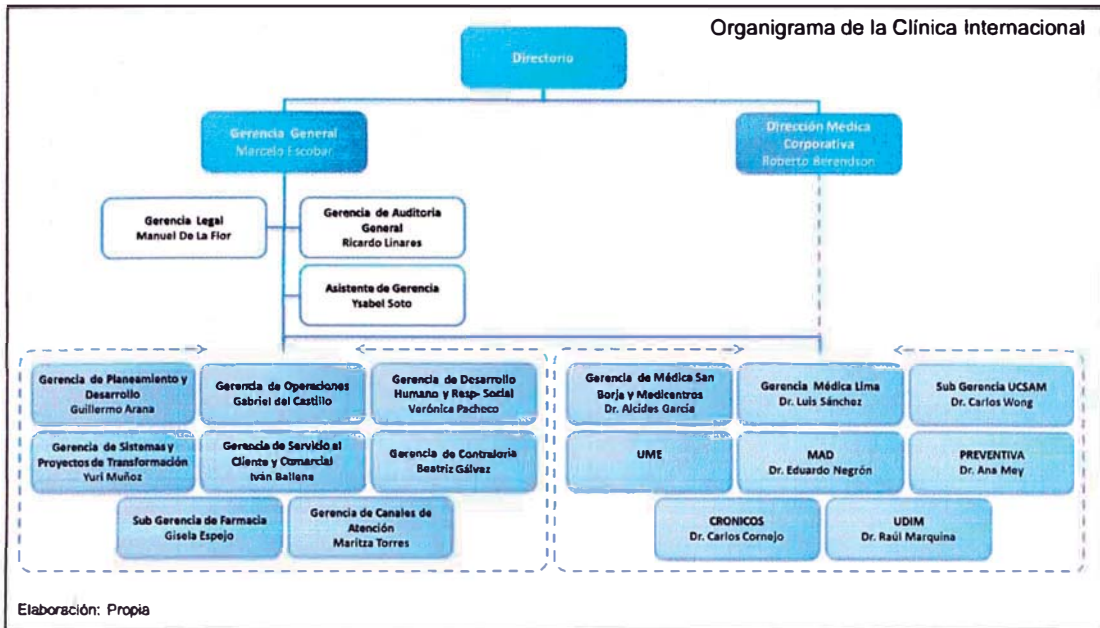 Organigrama de la Clínica Internacional
Directorio
Gerencia General
Marcelo Escobar
Dirección Medica
Corporativa
Roberto Berendson
Gerencia Legal
Manuel De La Flor
Gerencia de Auditoria
General
Ricardo Linares
Asistente de Gerencia
Ysabel Soto
Gerencia de Planeamiento y
Desarrollo
Guillermo Arana
Gerencia de Operaciones
Gabriel del Castillo
Gerencia de Desarrollo
Humano y Resp- Social
Verónica Pacheco
Gerencia de Médica San
Borja y Medicentros
Dr. Alcides García
Gerencia Médica Lima
Dr. Luis Sánchez
Sub Gerencia UCSAM
Dr. Carlos Wong
Gerencia de Sistemas y
Proyectos de Transformación
Yuri Muñoz
Gerencia de Servicio al
Cliente y Comercial
Iván Ballena
Gerencia de Contraloria
Beatriz Gálvez
UME
MAD
Dr. Eduardo Negrón
PREVENTIVA
Dr. Ana Mey
Sub Gerencia de Farmacia
Gisela Espejo
Gerencia de Canales de
Atención
Maritza Torres
CRONICOS
Dr. Carlos Cornejo
UDIM
Dr. Raúl Marquina
Elaboración: Propia